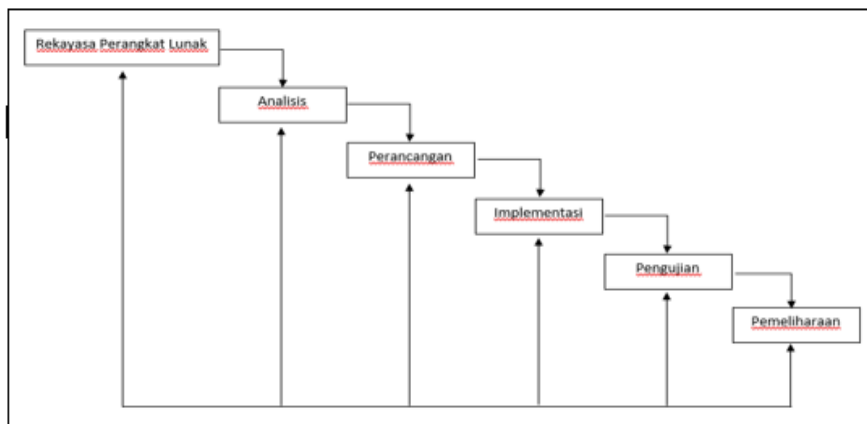 Rekayasa Perangkat Lunak
Analisis
Perancangan
Implementasi
Pengujian
Pemeliharaan